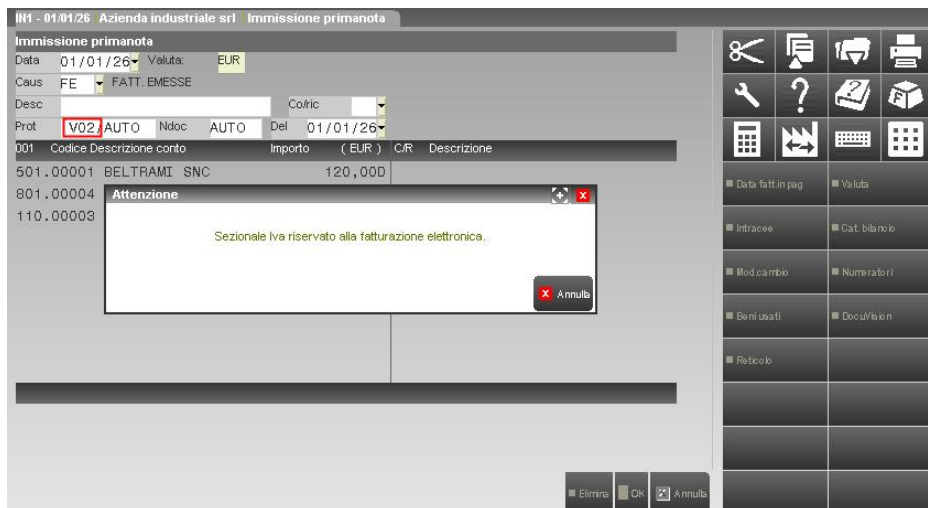 IN1 - 01/01/26 Azienda industriale srl Immissione primanota
Immissione primanota
Data 01/01/26 Valuta: EUR
Caus FE FATT. EMESSE
Desc Co/ric
Prot V02/AUTO Ndoc AUTO Del 01/01/26
001 Codice Descrizione conto Importo ( EUR ) C/R Descrizione
501.00001 BELTRAMI SNC 120,00D
801.00004
110.00003
Attenzione
Sezionale Iva riservato alla fatturazione elettronica.
Annulla
Data fatt.in pag Valuta
Intracee Cat. bilancio
Mod.cambio Numeratori
Beni usati DocuVision
Reticolo
Elimina OK Annulla